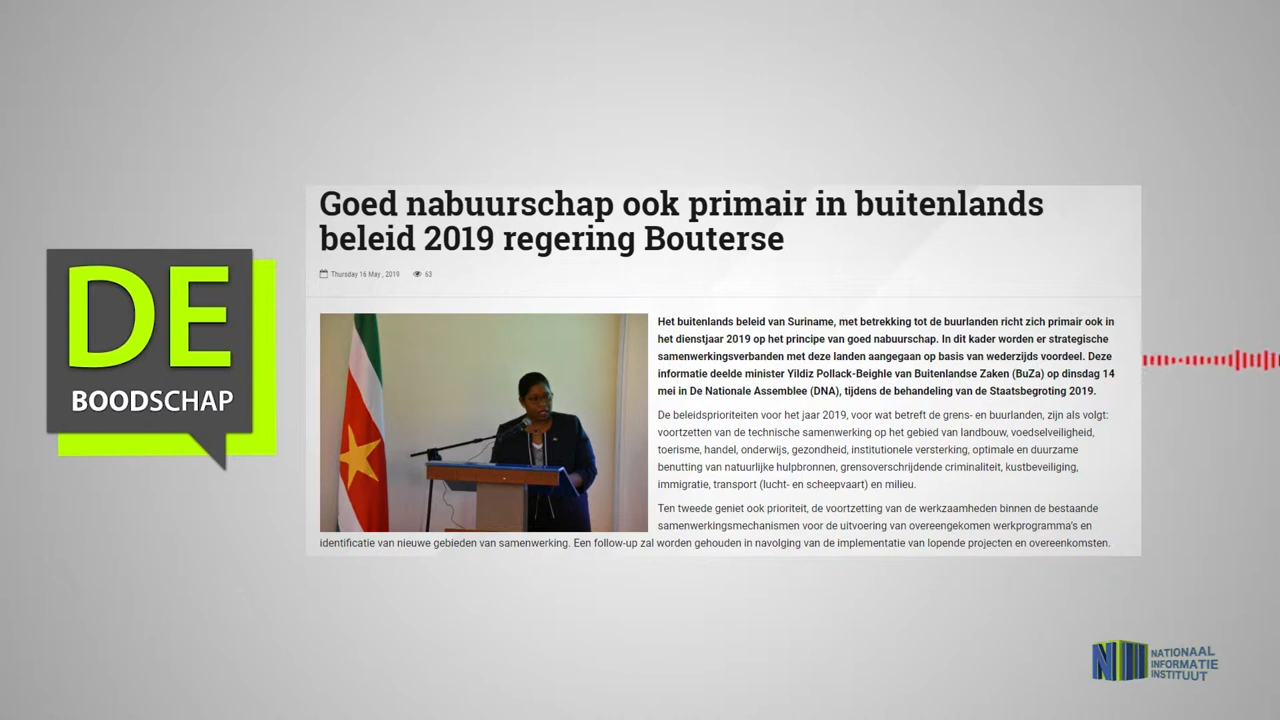 DE
BOODSCHAP
Goed nabuurschap ook primair in buitenlands
beleid 2019 regering Bouterse
Thursday 16 May , 2019 63
Het buitenlands beleid van Suriname, met betrekking tot de buurlanden richt zich primair ook in
het dienstjaar 2019 op het principe van goed nabuurschap. In dit kader worden er strategische
samenwerkingsverbanden met deze landen aangegaan op basis van wederzijds voordeel. Deze
informatie deelde minister Yildiz Pollack-Beighle van Buitenlandse Zaken (BuZa) op dinsdag 14
mei in De Nationale Assemblee (DNA), tijdens de behandeling van de Staatsbegroting 2019.
De beleidsprioriteiten voor het jaar 2019, voor wat betreft de grens- en buurlanden, zijn als volgt:
voortzetten van de technische samenwerking op het gebied van landbouw, voedselveiligheid,
toerisme, handel, onderwijs, gezondheid, institutionele versterking, optimale en duurzame
benutting van natuurlijke hulpbronnen, grensoverschrijdende criminaliteit, kustbeveiliging,
immigratie, transport (lucht- en scheepvaart) en milieu.
Ten tweede geniet ook prioriteit, de voortzetting van de werkzaamheden binnen de bestaande
samenwerkingsmechanismen voor de uitvoering van overeengekomen werkprogramma's en
identificatie van nieuwe gebieden van samenwerking. Een follow-up zal worden gehouden in navolging van de implementatie van lopende projecten en overeenkomsten.
NII NATIONAAL
INFORMATIE
INSTITUUT